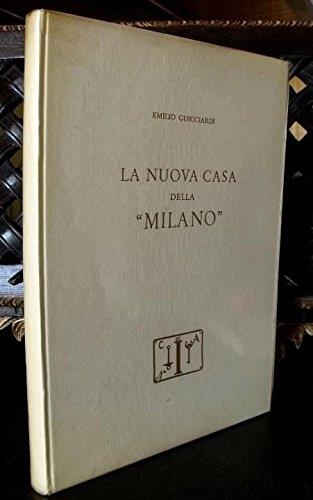 EMILIO GUICCIARDI
LA NUOVA CASA
DELLA
"MILANO"
C A